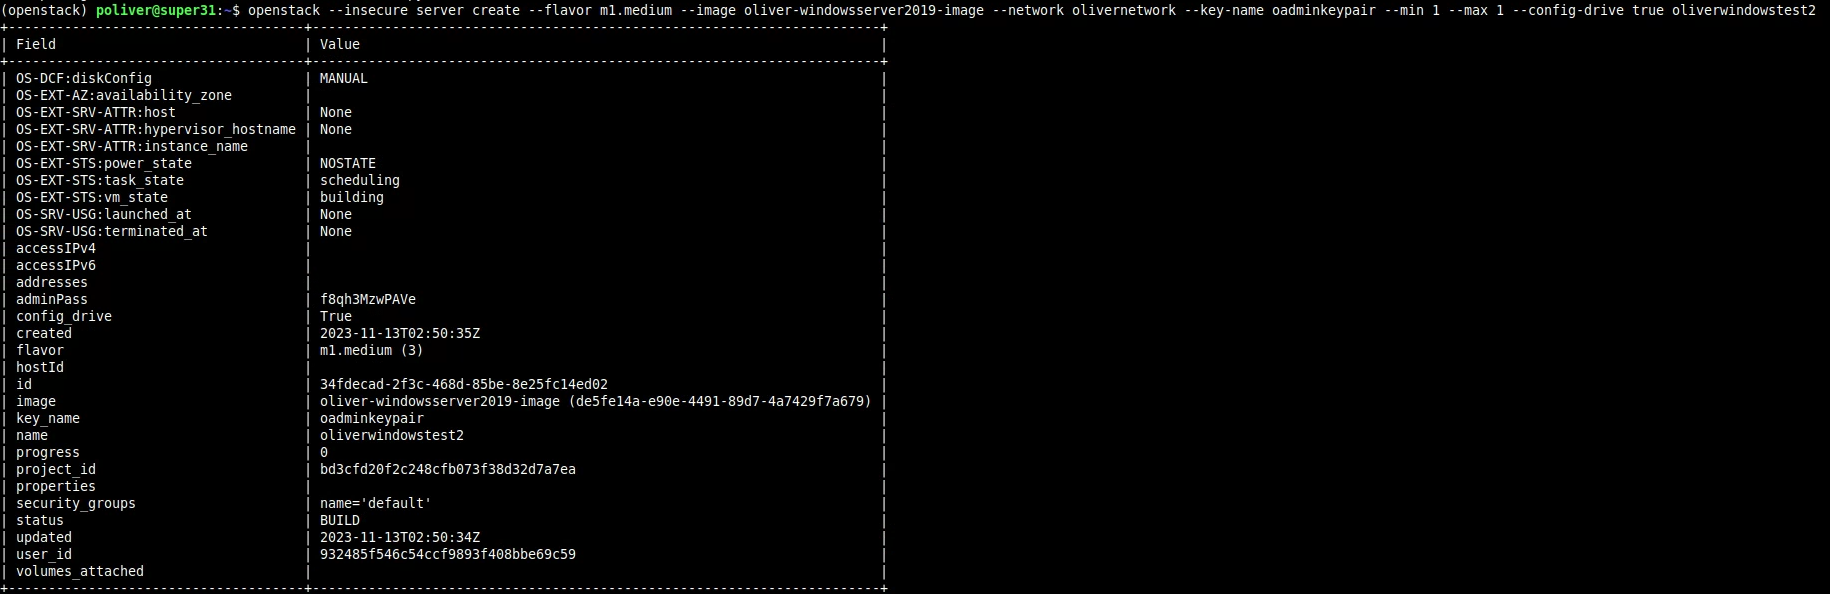 (openstack) poliver@super31:~$ openstack --insecure server create --flavor m1.medium --image oliver-windowsserver2019-image --network olivernetwork --key-name oadminkeypair --min 1 --max 1 --config-drive true oliverwindowstest2
+-------------------------------------+----------------------------------------------------------------------+
| Field                               | Value                                                                |
+-------------------------------------+----------------------------------------------------------------------+
| OS-DCF:diskConfig                   | MANUAL                                                               |
| OS-EXT-AZ:availability_zone         |                                                                      |
| OS-EXT-SRV-ATTR:host                | None                                                                 |
| OS-EXT-SRV-ATTR:hypervisor_hostname | None                                                                 |
| OS-EXT-SRV-ATTR:instance_name       |                                                                      |
| OS-EXT-STS:power_state              | NOSTATE                                                              |
| OS-EXT-STS:task_state               | scheduling                                                           |
| OS-EXT-STS:vm_state                 | building                                                             |
| OS-SRV-USG:launched_at              | None                                                                 |
| OS-SRV-USG:terminated_at            | None                                                                 |
| accessIPv4                          |                                                                      |
| accessIPv6                          |                                                                      |
| addresses                           |                                                                      |
| adminPass                           | f8qh3MzwPAVe                                                         |
| config_drive                        | True                                                                 |
| created                             | 2023-11-13T02:50:35Z                                                 |
| flavor                              | m1.medium (3)                                                        |
| hostId                              |                                                                      |
| id                                  | 34fdecad-2f3c-468d-85be-8e25fc14ed02                                 |
| image                               | oliver-windowsserver2019-image (de5fe14a-e90e-4491-89d7-4a7429f7a679) |
| key_name                            | oadminkeypair                                                        |
| name                                | oliverwindowstest2                                                   |
| progress                            | 0                                                                    |
| project_id                          | bd3cfd20f2c248cfb073f38d32d7a7ea                                     |
| properties                          |                                                                      |
| security_groups                     | name='default'                                                       |
| status                              | BUILD                                                                |
| updated                             | 2023-11-13T02:50:34Z                                                 |
| user_id                             | 932485f546c54ccf9893f408bbe69c59                                     |
| volumes_attached                    |                                                                      |
+-------------------------------------+----------------------------------------------------------------------+